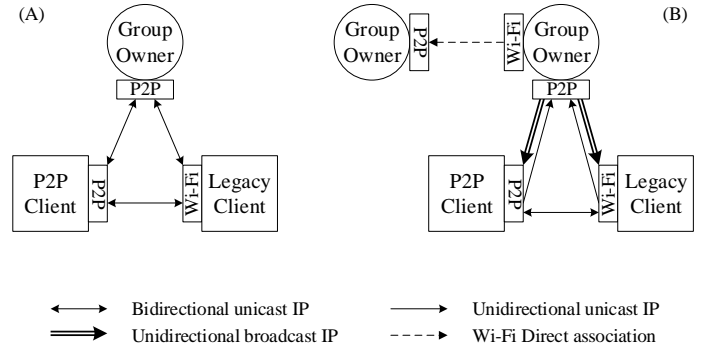 (A)
(B)
Group
Owner
P2P
P2P
Client
P2P
Wi-Fi
Legacy
Client
Group
Owner
P2P
Wi-Fi
Group
Owner
P2P
P2P
Client
P2P
Wi-Fi
Legacy
Client
Bidirectional unicast IP
Unidirectional unicast IP
Unidirectional broadcast IP
Wi-Fi Direct association